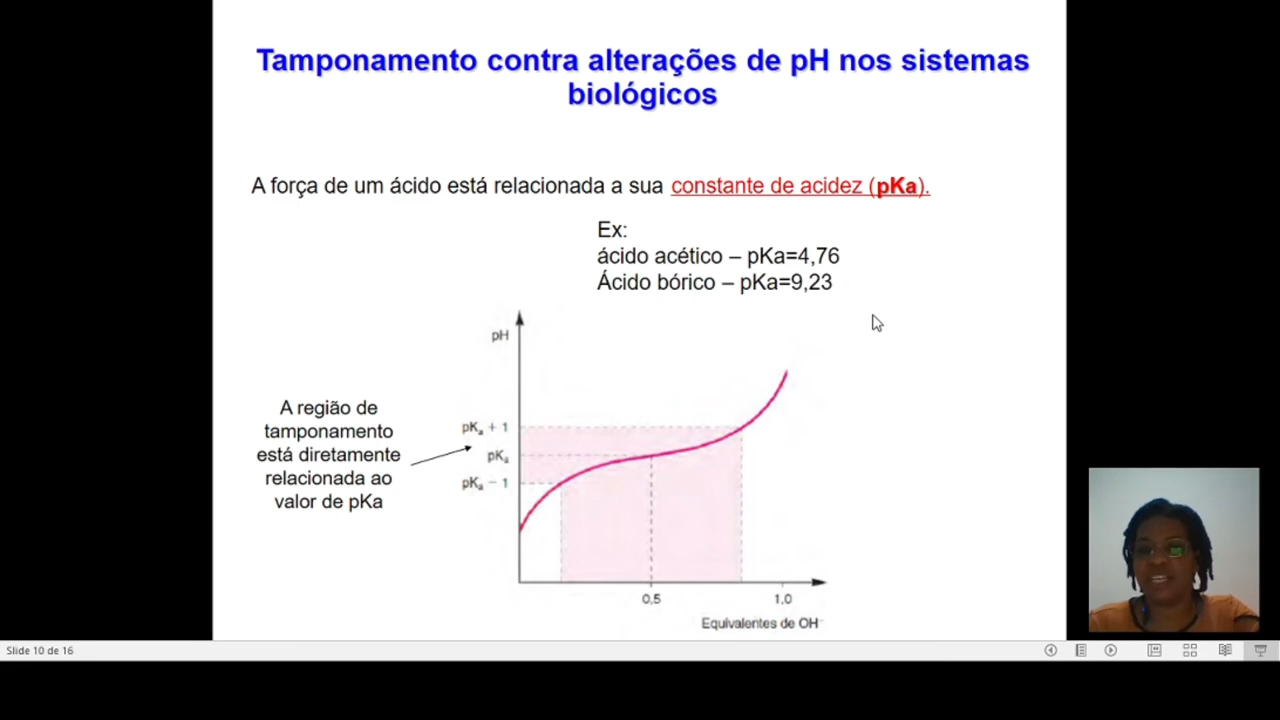 Tamponamento contra alterações de pH nos sistemas
biológicos
A força de um ácido está relacionada a sua constante de acidez (pKa).
Ex:
ácido acético – pKa=4,76
Ácido bórico – pKa=9,23
pH
A região de
tamponamento
está diretamente
relacionada ao
valor de pKa
pKa + 1
pKa
pKa − 1
0,5
1,0
Equivalentes de OH⁻
Slide 10 de 16